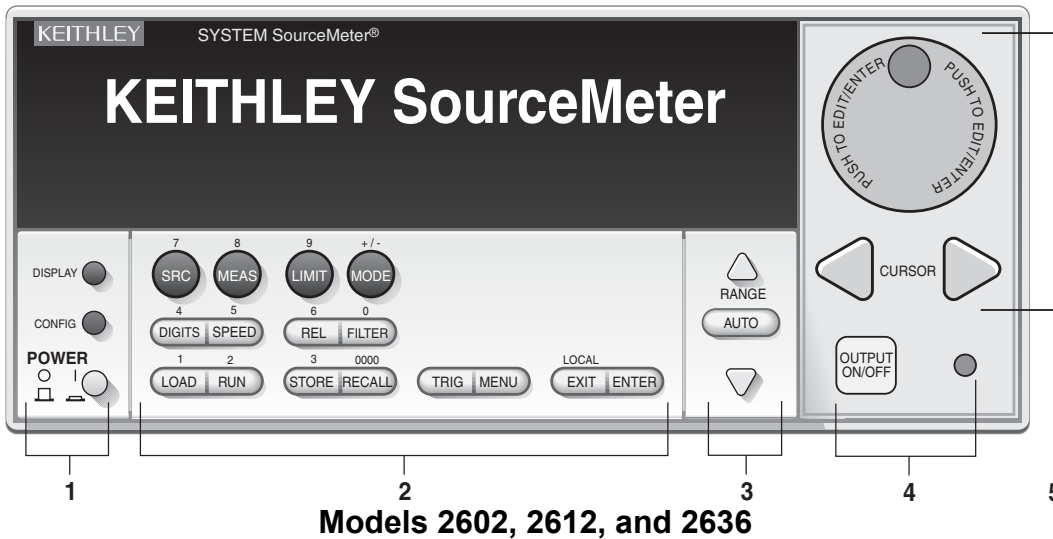 KEITHLEY SYSTEM SourceMeter®
KEITHLEY SourceMeter
PUSH TO EDIT/ENTER
PUSH TO EDIT/ENTER
7 8 9 +/-
DISPLAY SRC MEAS LIMIT MODE
CURSOR
RANGE
4 5 6 0
CONFIG DIGITS SPEED REL FILTER AUTO
POWER
1 2 3 0000 LOCAL
O I LOAD RUN STORE RECALL TRIG MENU EXIT ENTER
OUTPUT
ON/OFF
1 2 3 4 5
Models 2602, 2612, and 2636